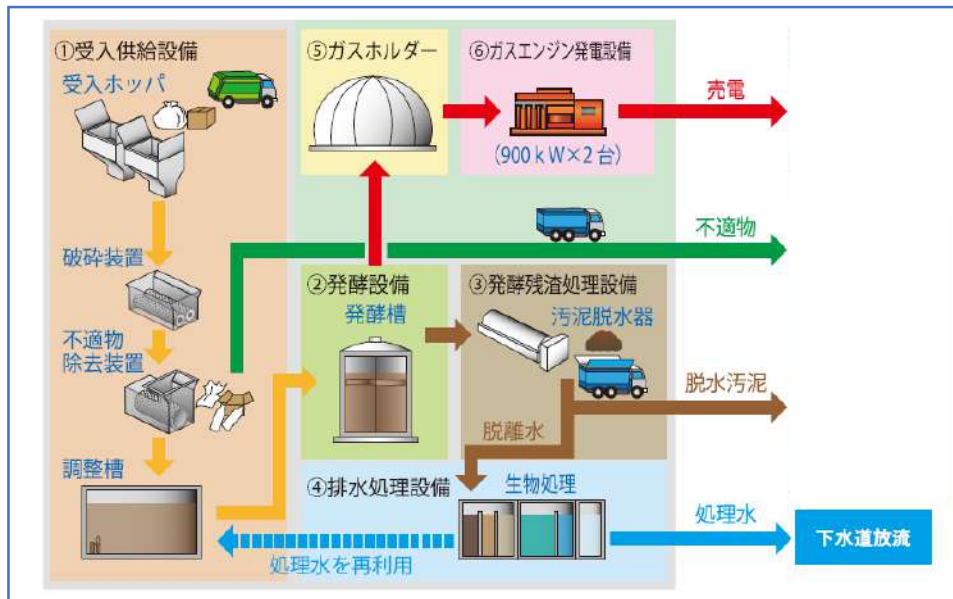 ①受入供給設備
受入ホッパ
破砕装置
不適物
除去装置
調整槽
⑤ガスホルダー
⑥ガスエンジン発電設備
(900kW×2台)
売電
不適物
②発酵設備
発酵槽
③発酵残渣処理設備
汚泥脱水器
脱水汚泥
脱離水
④排水処理設備
生物処理
処理水
処理水を再利用
下水道放流